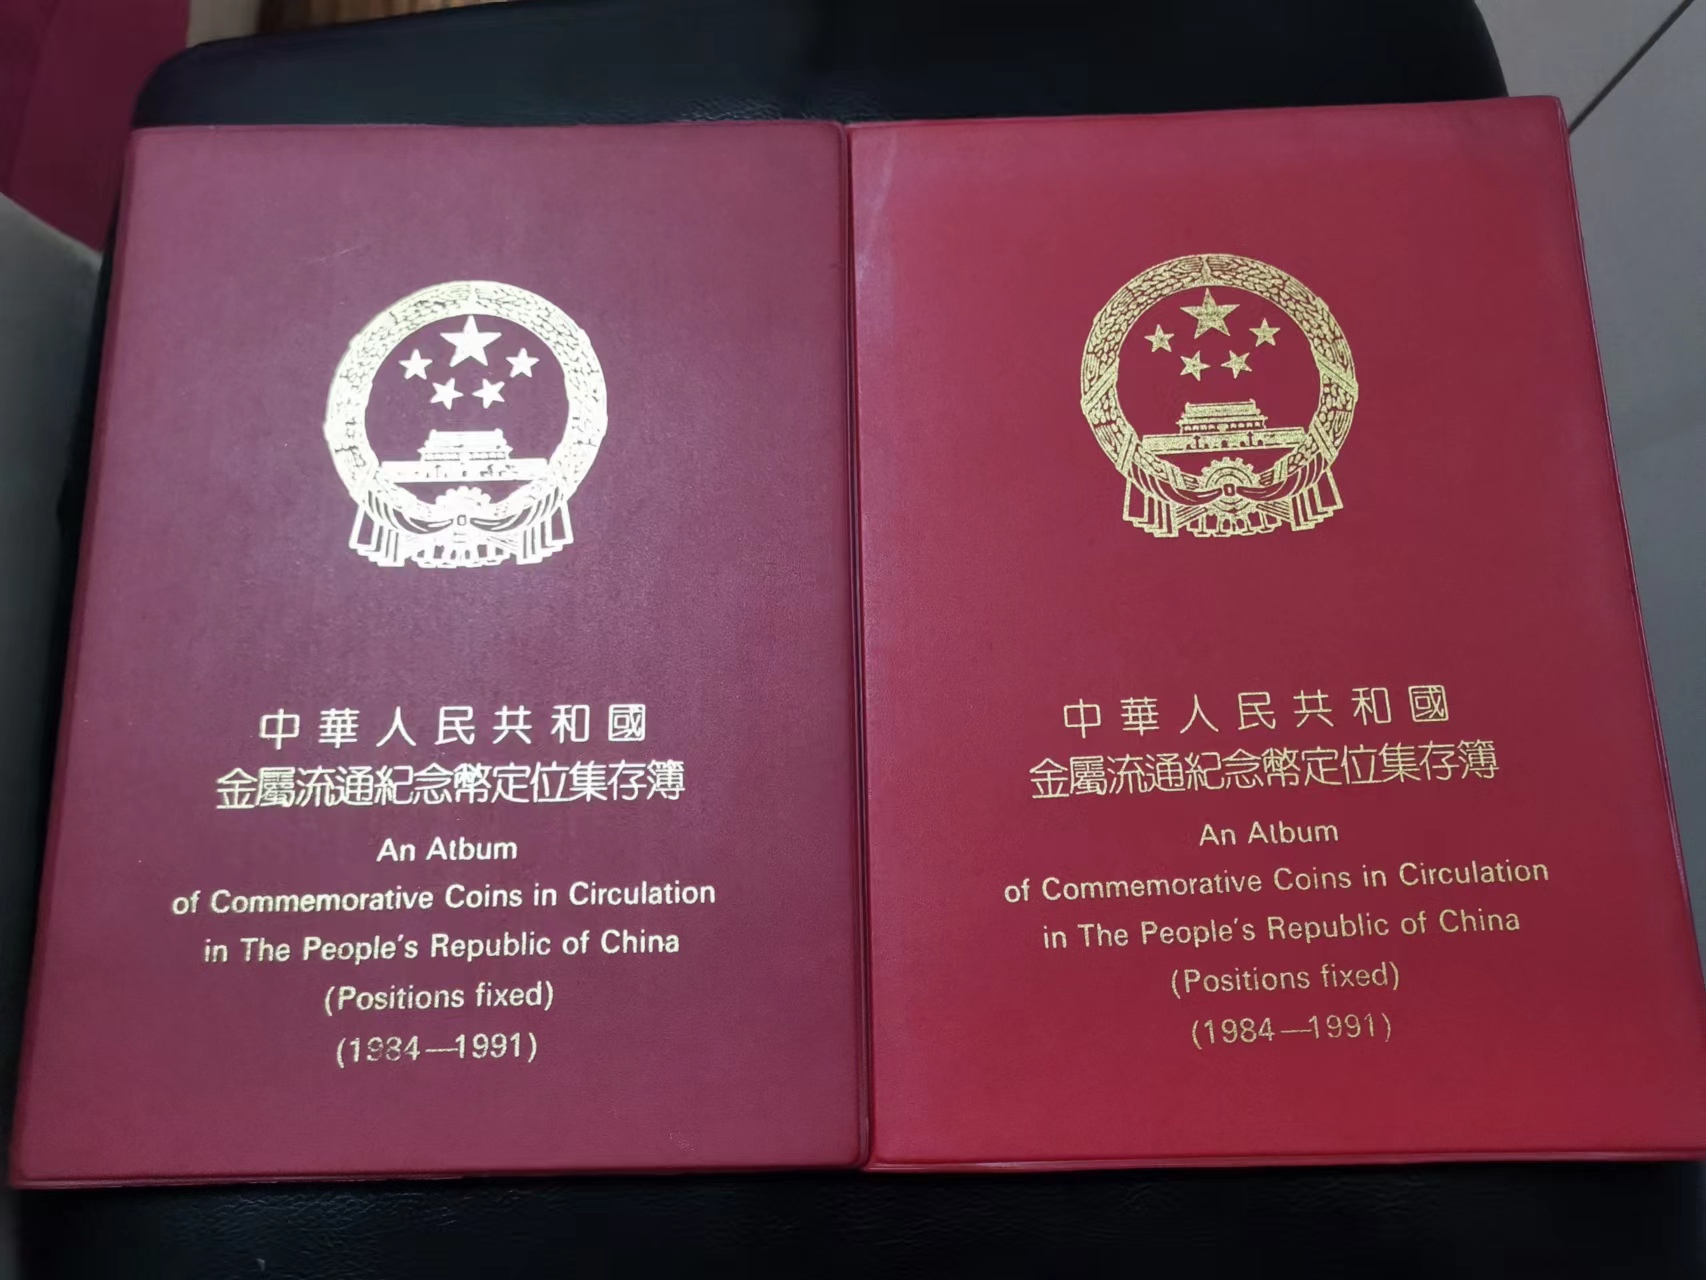 中華人民共和國
金屬流通紀念幣定位集存簿
An Album
of Commemorative Coins in Circulation
in The People's Republic of China
(Positions fixed)
(1984—1991)
中華人民共和國
金屬流通紀念幣定位集存簿
An Album
of Commemorative Coins in Circulation
in The People's Republic of China
(Positions fixed)
(1984—1991)